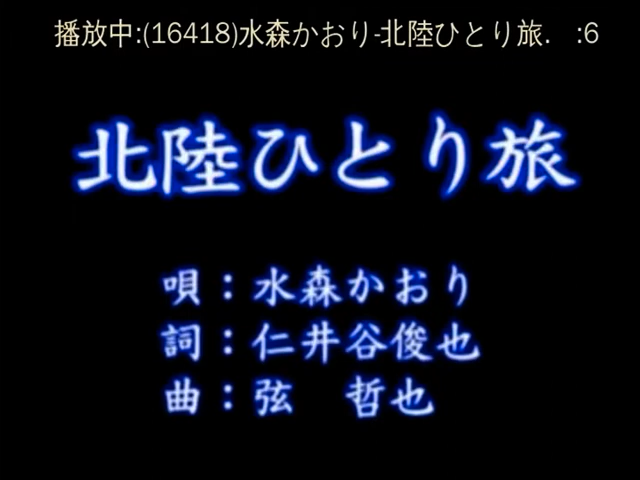 播放中:(16418)水森かおり-北陸ひとり旅. :6
北陸ひとり旅
唄：水森かおり
詞：仁井谷俊也
曲：弦　哲也